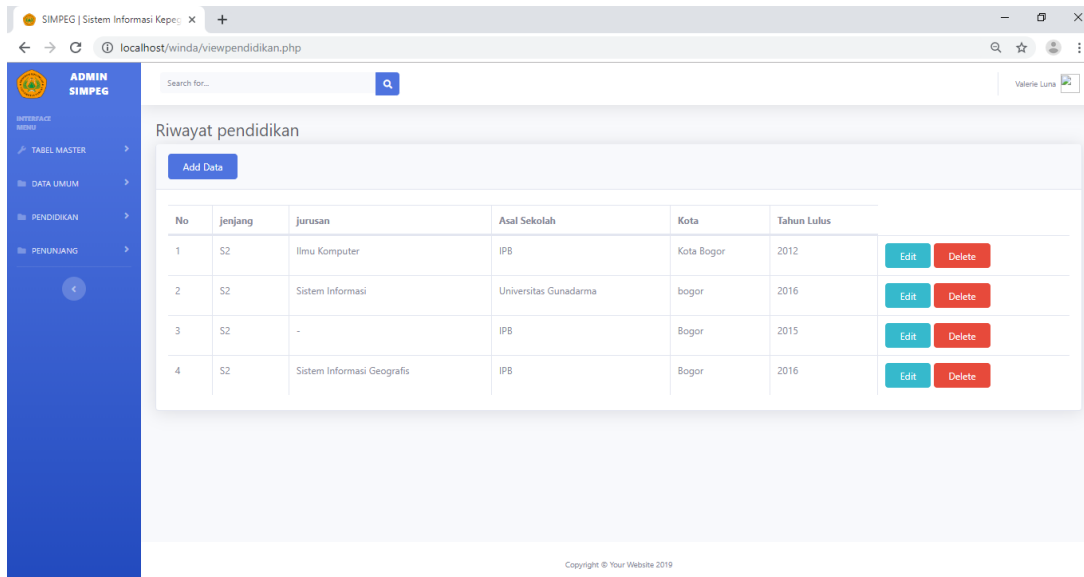 SIMPEG | Sistem Informasi Kepeg
localhost/winda/viewpendidikan.php
ADMIN
SIMPEG
Search for...
Valerie Luna
INTERFACE
MENU
TABEL MASTER
DATA UMUM
PENDIDIKAN
PENUNJANG
Riwayat pendidikan
Add Data
No jenjang jurusan Asal Sekolah Kota Tahun Lulus
1 S2 Ilmu Komputer IPB Kota Bogor 2012 Edit Delete
2 S2 Sistem Informasi Universitas Gunadarma bogor 2016 Edit Delete
3 S2 - IPB Bogor 2015 Edit Delete
4 S2 Sistem Informasi Geografis IPB Bogor 2016 Edit Delete
Copyright © Your Website 2019